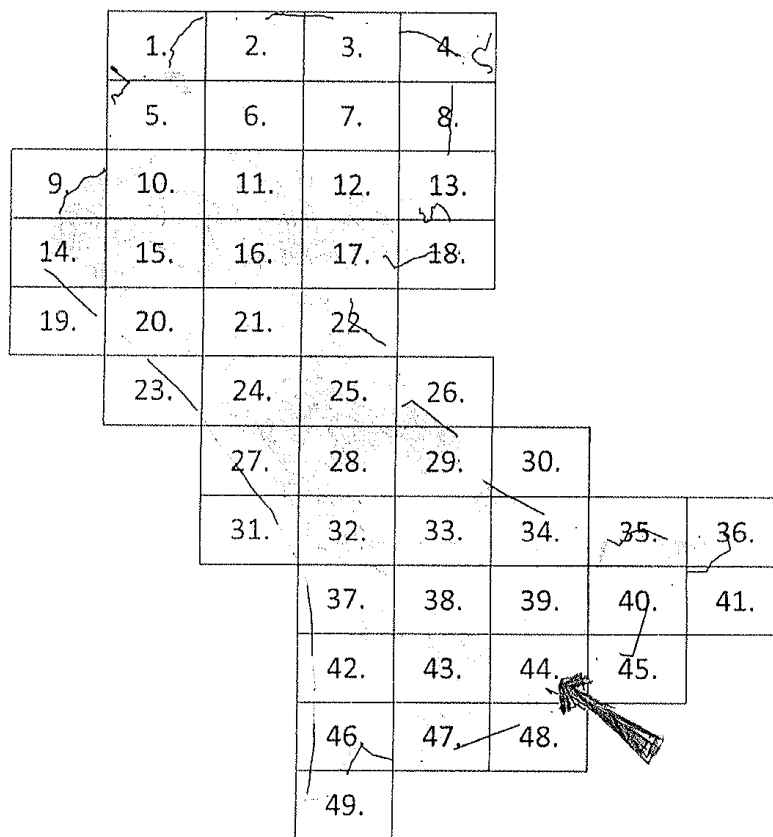 1. 2. 3. 4.
5. 6. 7. 8.
9. 10. 11. 12. 13.
14. 15. 16. 17. 18.
19. 20. 21. 22.
23. 24. 25. 26.
27. 28. 29. 30.
31. 32. 33. 34. 35. 36.
37. 38. 39. 40. 41.
42. 43. 44. 45.
46. 47. 48.
49.